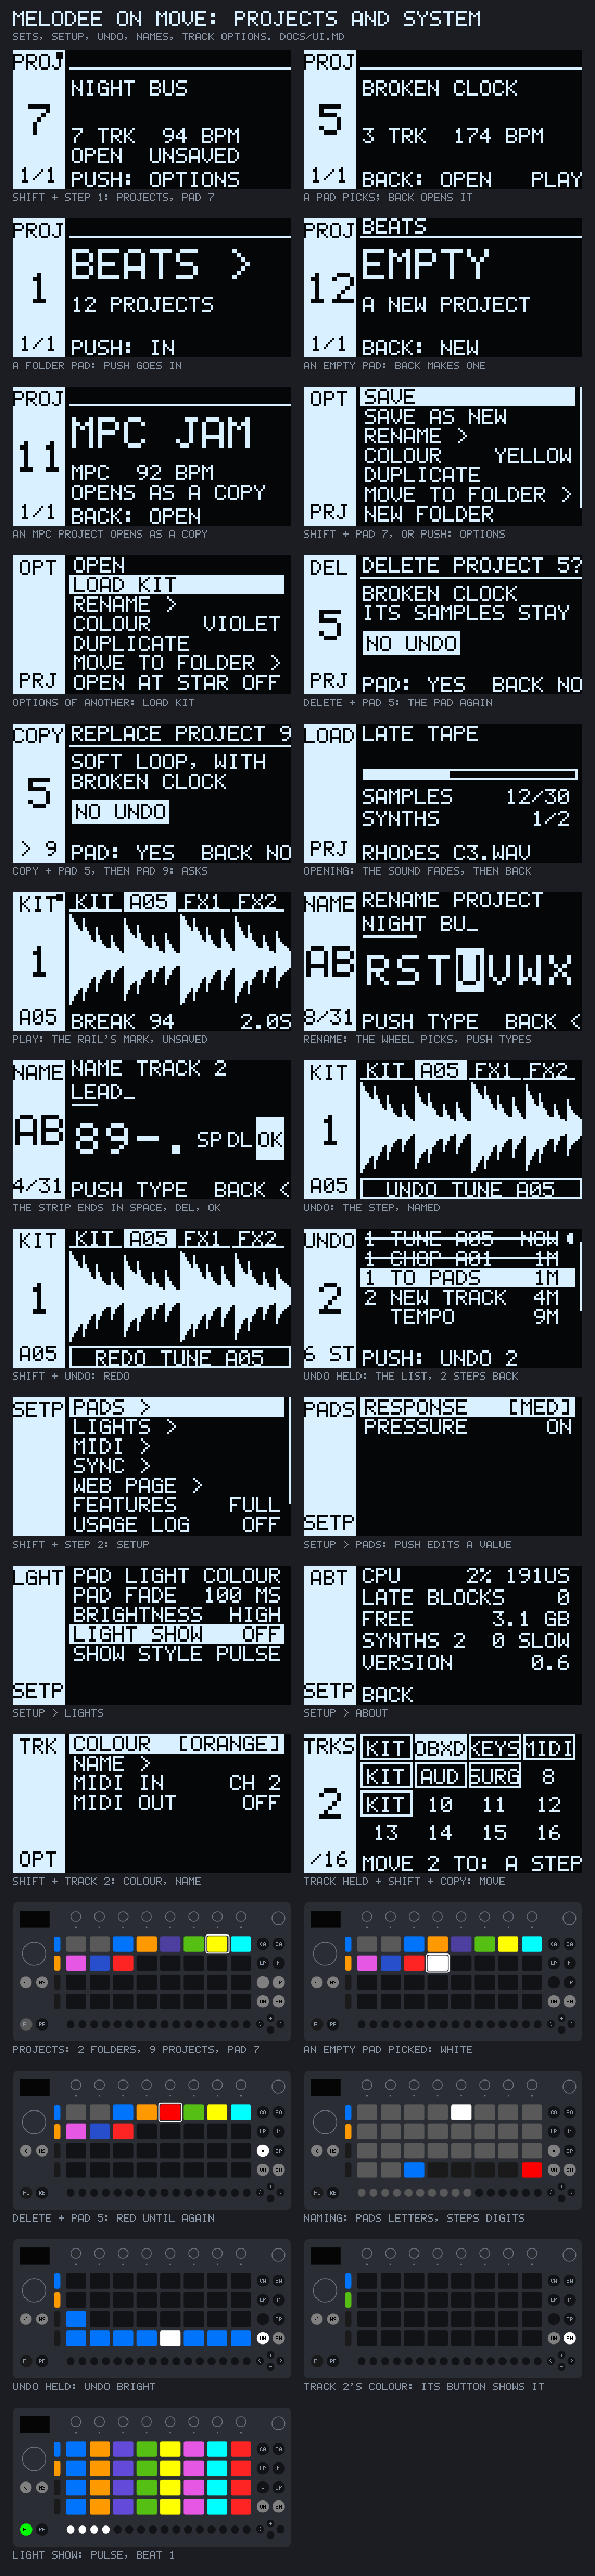 MELODEE ON MOVE: PROJECTS AND SYSTEM
SETS, SETUP, UNDO, NAMES, TRACK OPTIONS. DOCS/UI.MD
PROJ
7
1/1
NIGHT BUS
7 TRK 94 BPM
OPEN UNSAVED
PUSH: OPTIONS
SHIFT + STEP 1: PROJECTS, PAD 7
PROJ
5
1/1
BROKEN CLOCK
3 TRK 174 BPM
BACK: OPEN PLAY
A PAD PICKS; BACK OPENS IT
PROJ
1
1/1
BEATS >
12 PROJECTS
PUSH: IN
A FOLDER PAD: PUSH GOES IN
PROJ
12
1/1
BEATS
EMPTY
A NEW PROJECT
BACK: NEW
AN EMPTY PAD: BACK MAKES ONE
PROJ
11
1/1
MPC JAM
MPC 92 BPM
OPENS AS A COPY
BACK: OPEN
AN MPC PROJECT OPENS AS A COPY
OPT
PRJ
SAVE
SAVE AS NEW
RENAME >
COLOUR YELLOW
DUPLICATE
MOVE TO FOLDER >
NEW FOLDER
SHIFT + PAD 7, OR PUSH: OPTIONS
OPT
PRJ
OPEN
LOAD KIT
RENAME >
COLOUR VIOLET
DUPLICATE
MOVE TO FOLDER >
OPEN AT STAR OFF
OPTIONS OF ANOTHER: LOAD KIT
DEL
5
PRJ
DELETE PROJECT 5?
BROKEN CLOCK
ITS SAMPLES STAY
NO UNDO
PAD: YES BACK NO
DELETE + PAD 5: THE PAD AGAIN
COPY
5
> 9
REPLACE PROJECT 9
SOFT LOOP, WITH
BROKEN CLOCK
NO UNDO
PAD: YES BACK NO
COPY + PAD 5, THEN PAD 9: ASKS
LOAD
PRJ
LATE TAPE
SAMPLES 12/30
SYNTHS 1/2
RHODES C3.WAV
OPENING: THE SOUND FADES, THEN BACK
KIT
1
A05
KIT A05 FX1 FX2
BREAK 94 2.0S
PLAY: THE RAIL'S MARK, UNSAVED
NAME
AB
8/31
RENAME PROJECT
NIGHT BU_
RSTUVWX
PUSH TYPE BACK <
RENAME: THE WHEEL PICKS, PUSH TYPES
NAME
AB
4/31
NAME TRACK 2
LEAD_
89-. SP DL OK
PUSH TYPE BACK <
THE STRIP ENDS IN SPACE, DEL, OK
KIT
1
A05
KIT A05 FX1 FX2
UNDO TUNE A05
UNDO: THE STEP, NAMED
KIT
1
A05
KIT A05 FX1 FX2
REDO TUNE A05
SHIFT + UNDO: REDO
UNDO
2
6 ST
1 TUNE A05 NOW
1 CHOP A01 1M
1 TO PADS 1M
2 NEW TRACK 4M
TEMPO 9M
PUSH: UNDO 2
UNDO HELD: THE LIST, 2 STEPS BACK
SETP
PADS >
LIGHTS >
MIDI >
SYNC >
WEB PAGE >
FEATURES FULL
USAGE LOG OFF
SHIFT + STEP 2: SETUP
PADS
SETP
RESPONSE [MED]
PRESSURE ON
SETUP > PADS: PUSH EDITS A VALUE
LGHT
SETP
PAD LIGHT COLOUR
PAD FADE 100 MS
BRIGHTNESS HIGH
LIGHT SHOW OFF
SHOW STYLE PULSE
SETUP > LIGHTS
ABT
SETP
CPU 2% 191US
LATE BLOCKS 0
FREE 3.1 GB
SYNTHS 2 0 SLOW
VERSION 0.6
BACK
SETUP > ABOUT
TRK
OPT
COLOUR [ORANGE]
NAME >
MIDI IN CH 2
MIDI OUT OFF
SHIFT + TRACK 2: COLOUR, NAME
TRKS
2
/16
KIT OBXD KEYS MIDI
KIT AUD SURG 8
KIT 10 11 12
13 14 15 16
MOVE 2 TO: A STEP
TRACK HELD + SHIFT + COPY: MOVE
PROJECTS: 2 FOLDERS, 9 PROJECTS, PAD 7
AN EMPTY PAD PICKED: WHITE
DELETE + PAD 5: RED UNTIL AGAIN
NAMING: PADS LETTERS, STEPS DIGITS
UNDO HELD: UNDO BRIGHT
TRACK 2'S COLOUR: ITS BUTTON SHOWS IT
LIGHT SHOW: PULSE, BEAT 1